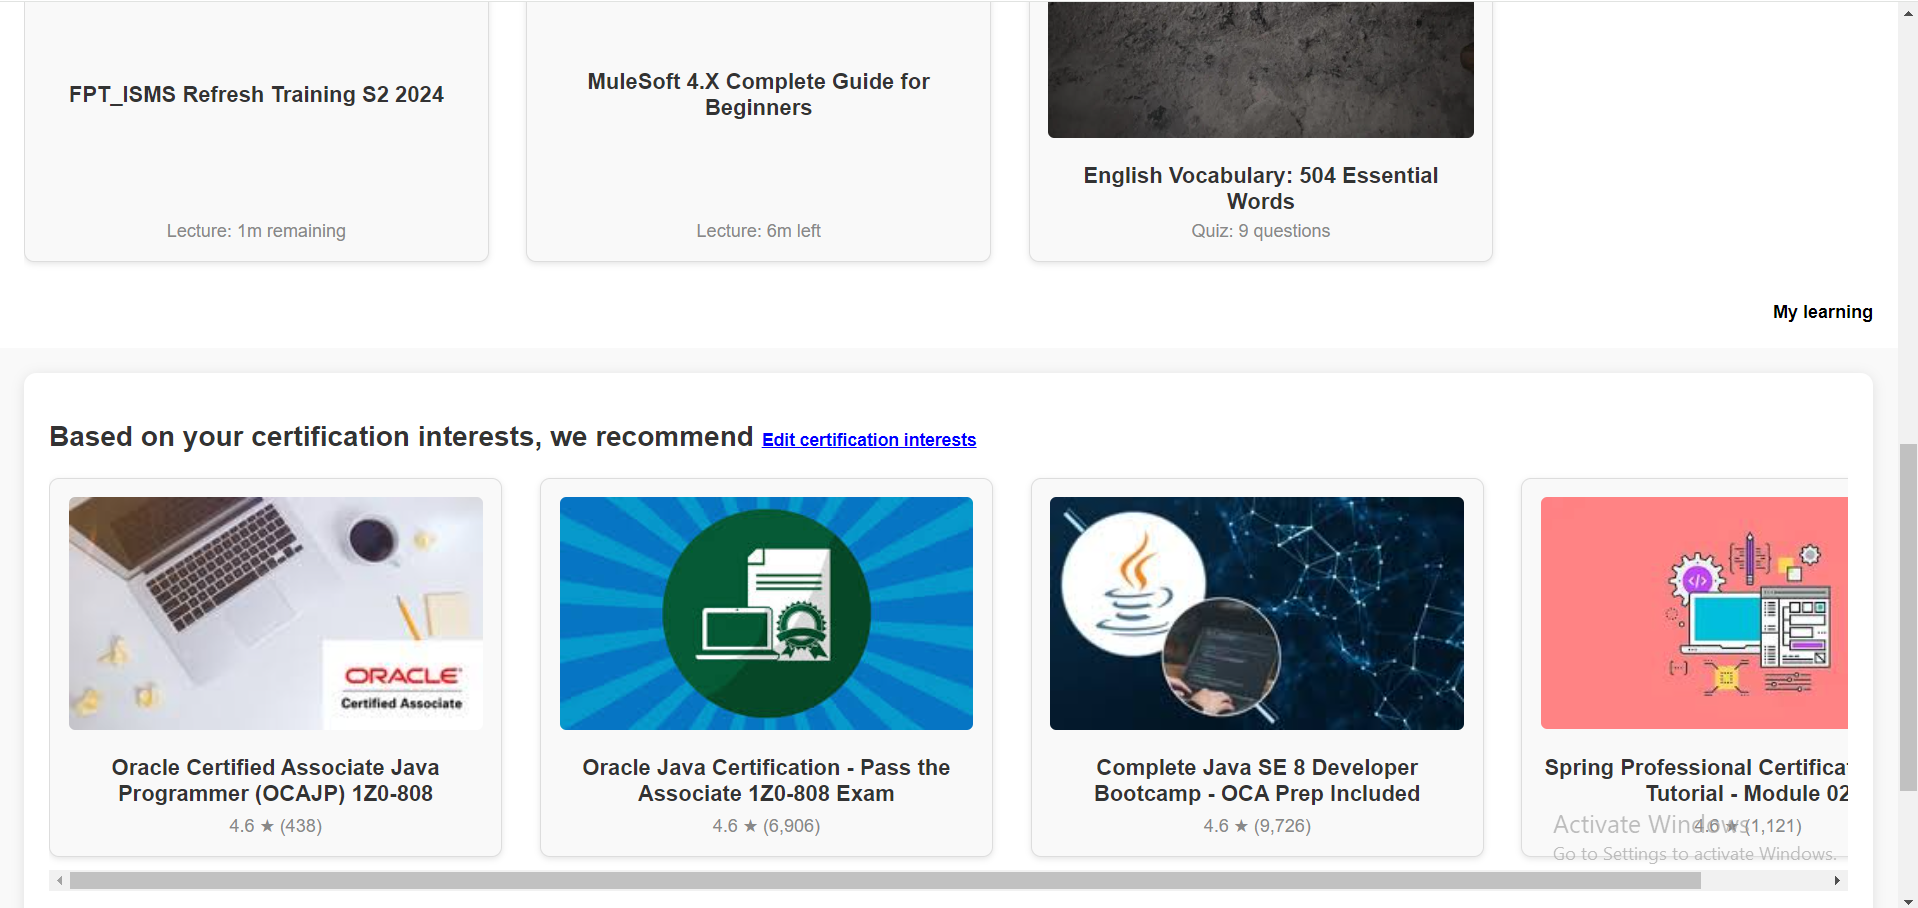 FPT_ISMS Refresh Training S2 2024
Lecture: 1m remaining
MuleSoft 4.X Complete Guide for
Beginners
Lecture: 6m left
English Vocabulary: 504 Essential
Words
Quiz: 9 questions
My learning
Based on your certification interests, we recommend Edit certification interests
ORACLE
Certified Associate
Oracle Certified Associate Java
Programmer (OCAJP) 1Z0-808
4.6 ★ (438)
Oracle Java Certification - Pass the
Associate 1Z0-808 Exam
4.6 ★ (6,906)
Complete Java SE 8 Developer
Bootcamp - OCA Prep Included
4.6 ★ (9,726)
Spring Professional Certificat
Tutorial - Module 02
4.6 ★ (1,121)
Activate Windows
Go to Settings to activate Windows.